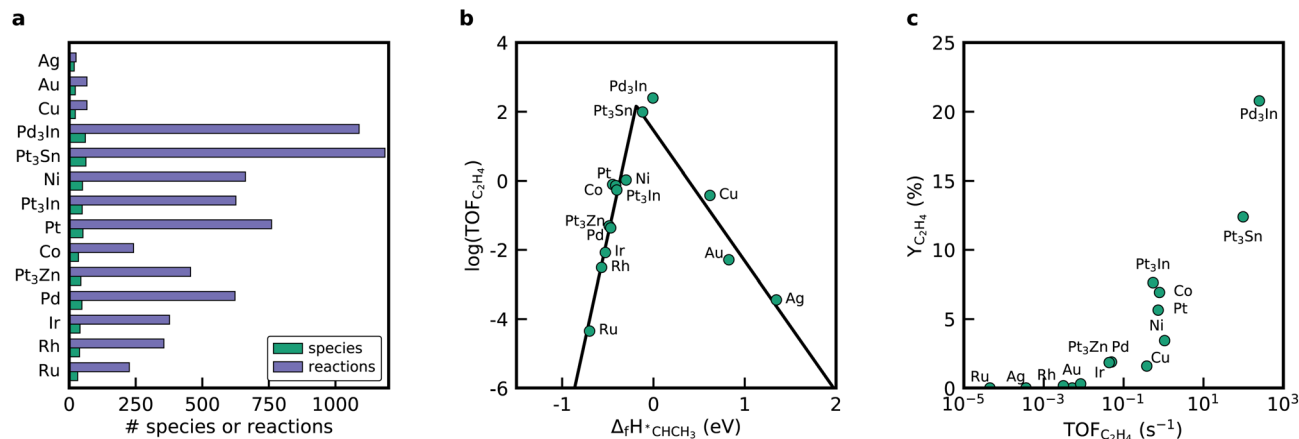 a
Ag
Au
Cu
Pd₃In
Pt₃Sn
Ni
Pt₃In
Pt
Co
Pt₃Zn
Pd
Ir
Rh
Ru
species
reactions
0 250 500 750 1000
# species or reactions
b
4
2
0
-2
-4
-6
log(TOF_C₂H₄)
Pd₃In
Pt₃Sn
Pt
Ni
Co
Pt₃In
Cu
Pt₃Zn
Pd
Ir
Au
Rh
Ag
Ru
-1 0 1 2
ΔfH*CHCH₃ (eV)
c
25
20
15
10
5
0
Y_C₂H₄ (%)
Pd₃In
Pt₃Sn
Pt₃In
Co
Pt
Ni
Pt₃Zn Pd
Cu
Ru Ag Rh Au Ir
10⁻⁵ 10⁻³ 10⁻¹ 10¹ 10³
TOF_C₂H₄ (s⁻¹)